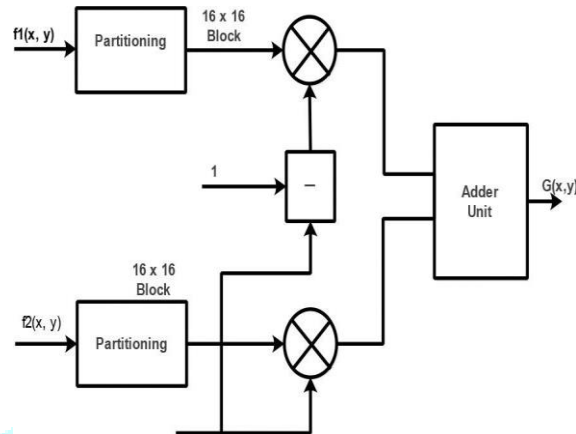 f1(x, y)
Partitioning
16 x 16
Block
1
−
Adder
Unit
G(x,y)
16 x 16
Block
f2(x, y)
Partitioning